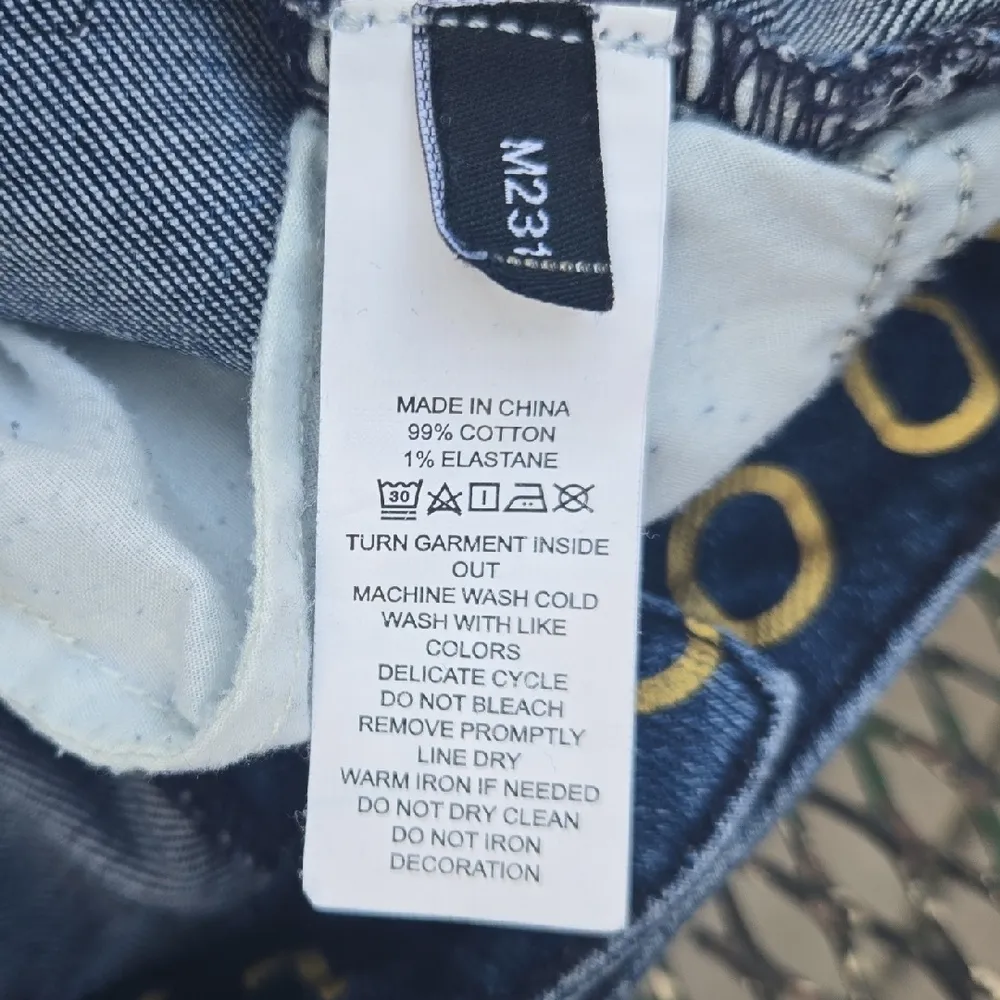 M231
MADE IN CHINA
99% COTTON
1% ELASTANE
30
TURN GARMENT INSIDE
OUT
MACHINE WASH COLD
WASH WITH LIKE
COLORS
DELICATE CYCLE
DO NOT BLEACH
REMOVE PROMPTLY
LINE DRY
WARM IRON IF NEEDED
DO NOT DRY CLEAN
DO NOT IRON
DECORATION